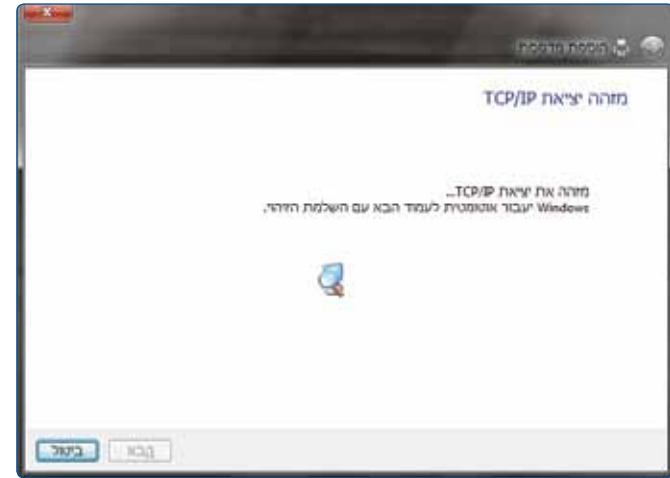 הוספת מדפסת
מזהה יציאת TCP/IP
מזהה את יציאת TCP/IP...
Windows יעבור אוטומטית לעמוד הבא עם השלמת הזיהוי.
הבא
ביטול